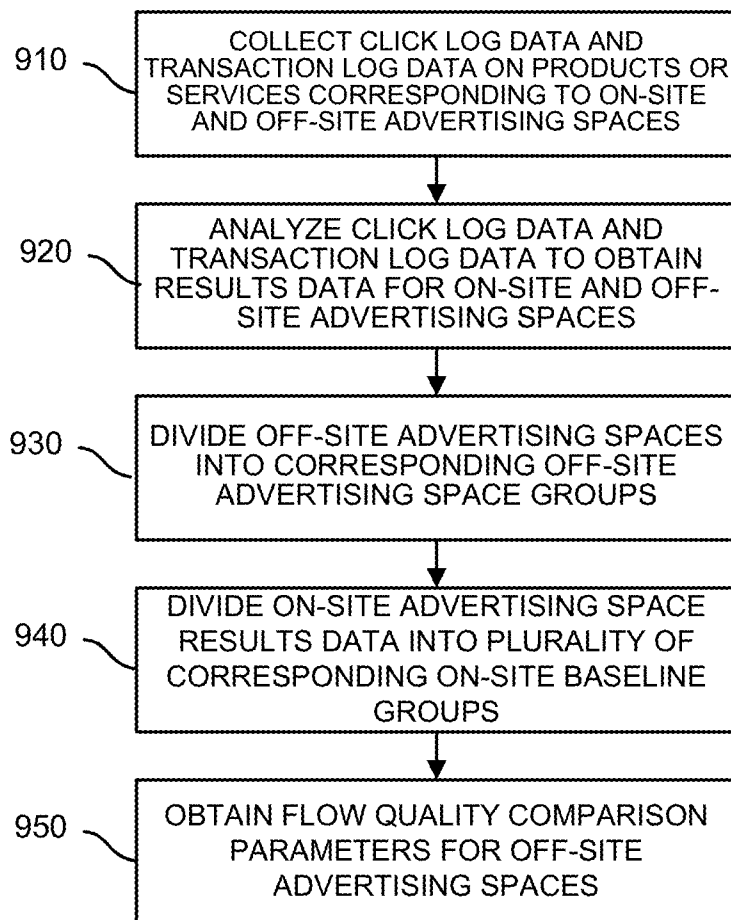 910
COLLECT CLICK LOG DATA AND
TRANSACTION LOG DATA ON PRODUCTS OR
SERVICES CORRESPONDING TO ON-SITE
AND OFF-SITE ADVERTISING SPACES
920
ANALYZE CLICK LOG DATA AND
TRANSACTION LOG DATA TO OBTAIN
RESULTS DATA FOR ON-SITE AND OFF-
SITE ADVERTISING SPACES
930
DIVIDE OFF-SITE ADVERTISING SPACES
INTO CORRESPONDING OFF-SITE
ADVERTISING SPACE GROUPS
940
DIVIDE ON-SITE ADVERTISING SPACE
RESULTS DATA INTO PLURALITY OF
CORRESPONDING ON-SITE BASELINE
GROUPS
950
OBTAIN FLOW QUALITY COMPARISON
PARAMETERS FOR OFF-SITE
ADVERTISING SPACES